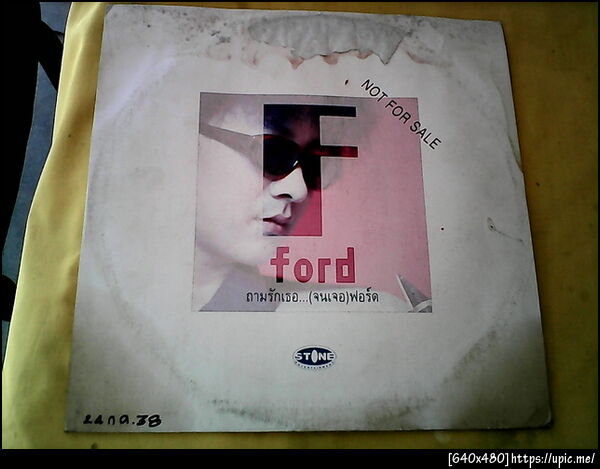 NOT FOR SALE
F
ford
ถามรักเธอ...(จนเจอ)ฟอร์ด
STONE
ENTERTAINMENT
[640x480]https://upic.me/